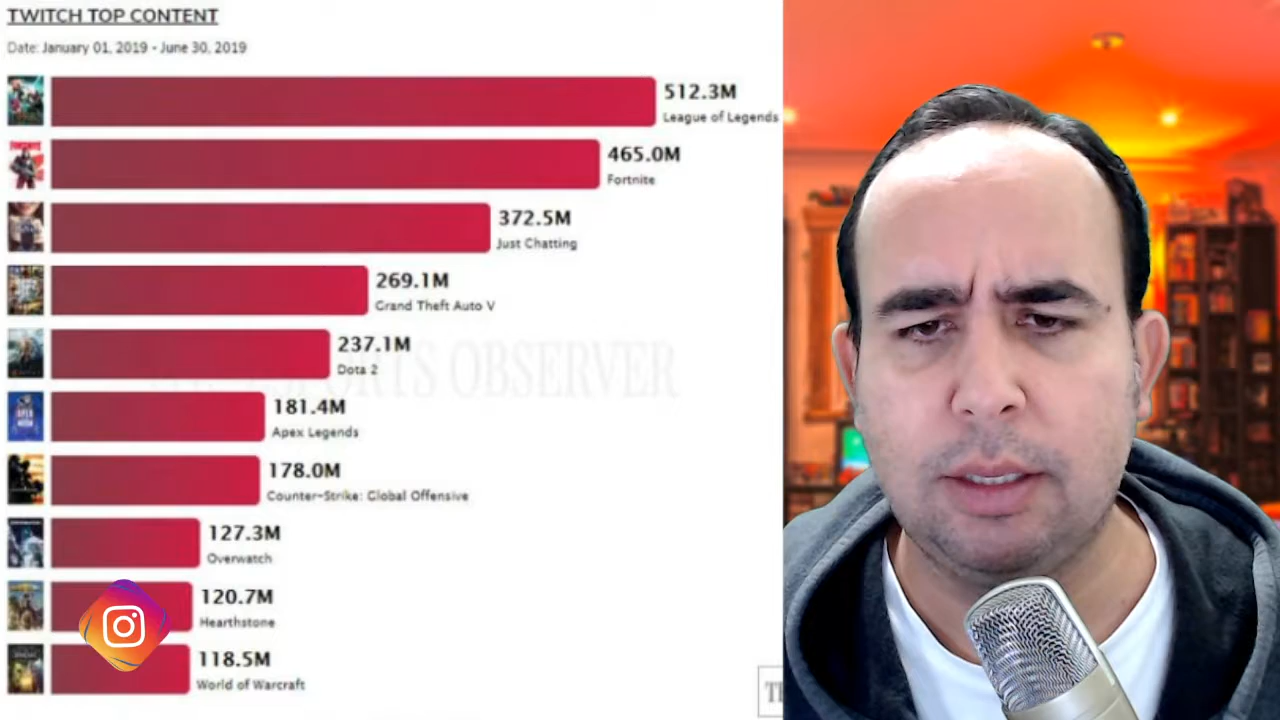 TWITCH TOP CONTENT
Date: January 01, 2019 - June 30, 2019
512.3M
League of Legends
465.0M
Fortnite
372.5M
Just Chatting
269.1M
Grand Theft Auto V
237.1M
Dota 2
181.4M
Apex Legends
178.0M
Counter-Strike: Global Offensive
127.3M
Overwatch
120.7M
Hearthstone
118.5M
World of Warcraft
OBSERVER